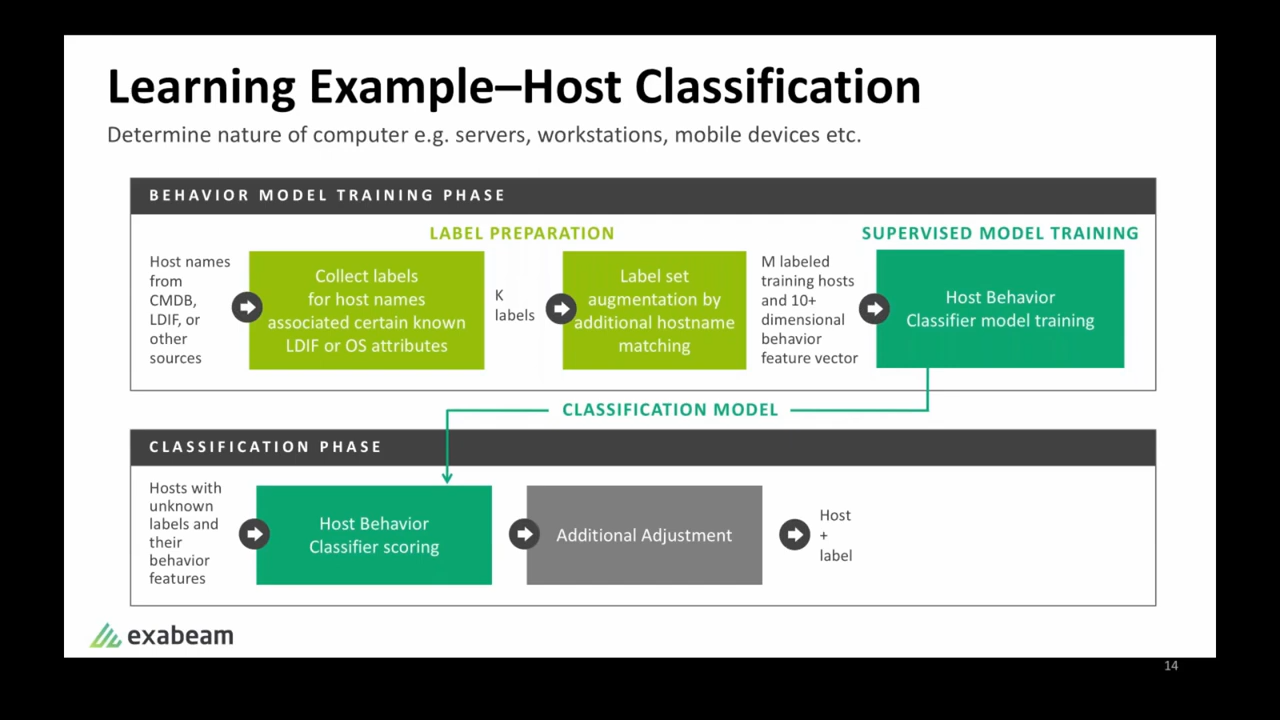 Learning Example–Host Classification
Determine nature of computer e.g. servers, workstations, mobile devices etc.
BEHAVIOR MODEL TRAINING PHASE
LABEL PREPARATION
SUPERVISED MODEL TRAINING
Host names
from
CMDB,
LDIF, or
other
sources
Collect labels
for host names
associated certain known
LDIF or OS attributes
K
labels
Label set
augmentation by
additional hostname
matching
M labeled
training hosts
and 10+
dimensional
behavior
feature vector
Host Behavior
Classifier model training
CLASSIFICATION MODEL
CLASSIFICATION PHASE
Hosts with
unknown
labels and
their
behavior
features
Host Behavior
Classifier scoring
Additional Adjustment
Host
+
label
exabeam
14